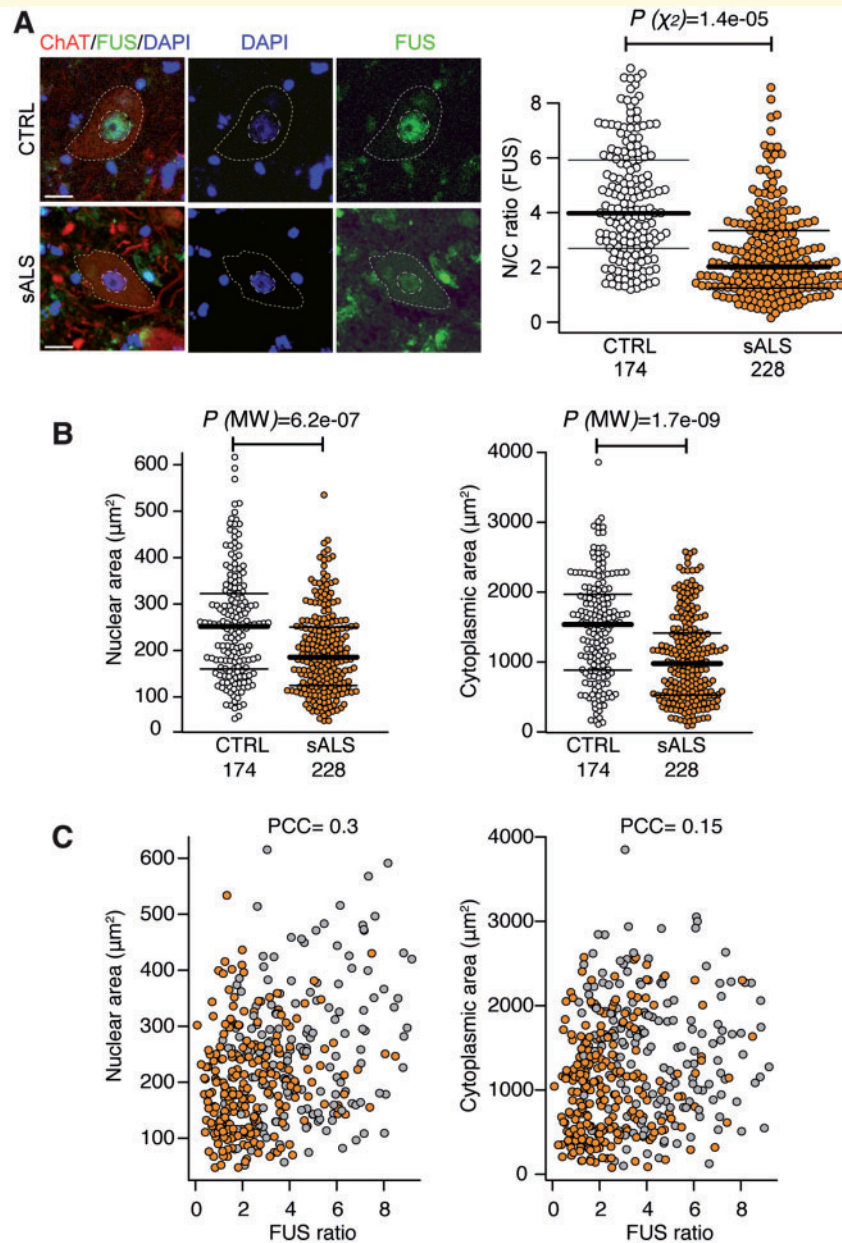 A
ChAT/FUS/DAPI
DAPI
FUS
CTRL
sALS
P (χ2)=1.4e-05
N/C ratio (FUS)
8
6
4
2
0
CTRL
sALS
174
228
B
P (MW)=6.2e-07
Nuclear area (µm²)
600
500
400
300
200
100
0
CTRL
sALS
174
228
P (MW)=1.7e-09
Cytoplasmic area (µm²)
4000
3000
2000
1000
0
CTRL
sALS
174
228
C
PCC= 0.3
Nuclear area (µm²)
600
500
400
300
200
100
0 2 4 6 8
FUS ratio
PCC= 0.15
Cytoplasmic area (µm²)
4000
3000
2000
1000
0
0 2 4 6 8
FUS ratio